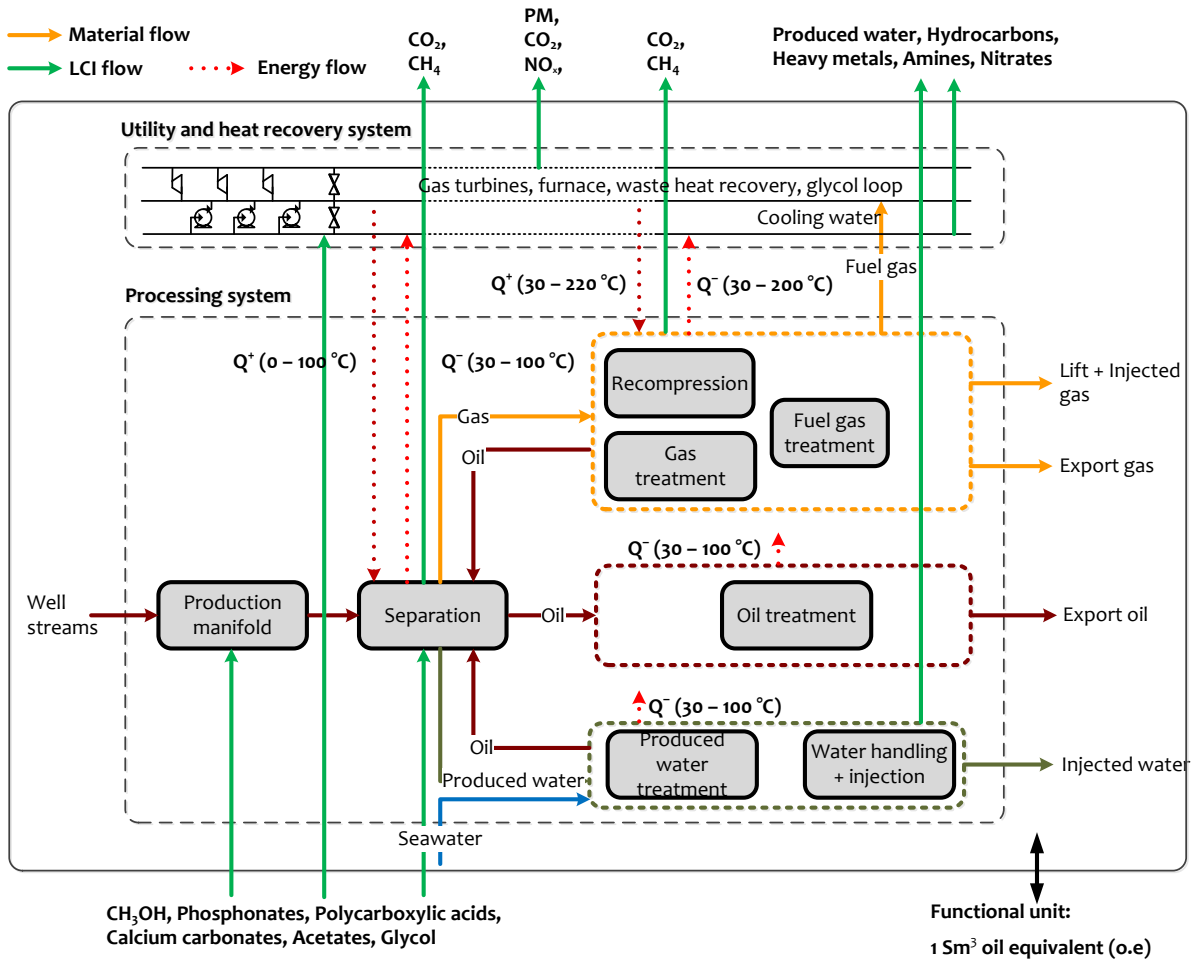 Material flow
LCI flow
Energy flow
CO₂,
CH₄
PM,
CO₂,
NOₓ,
CO₂,
CH₄
Produced water, Hydrocarbons,
Heavy metals, Amines, Nitrates
Utility and heat recovery system
Gas turbines, furnace, waste heat recovery, glycol loop
Cooling water
Fuel gas
Q⁺ (30 – 220 °C)
Q⁻ (30 – 200 °C)
Processing system
Q⁺ (0 – 100 °C)
Q⁻ (30 – 100 °C)
Recompression
Fuel gas
treatment
Gas
treatment
Gas
Oil
Lift + Injected
gas
Export gas
Q⁻ (30 – 100 °C)
Well
streams
Production
manifold
Separation
Oil
Oil treatment
Export oil
Q⁻ (30 – 100 °C)
Oil
Produced
water
treatment
Water handling
+ injection
Injected water
Produced water
Seawater
CH₃OH, Phosphonates, Polycarboxylic acids,
Calcium carbonates, Acetates, Glycol
Functional unit:
1 Sm³ oil equivalent (o.e)